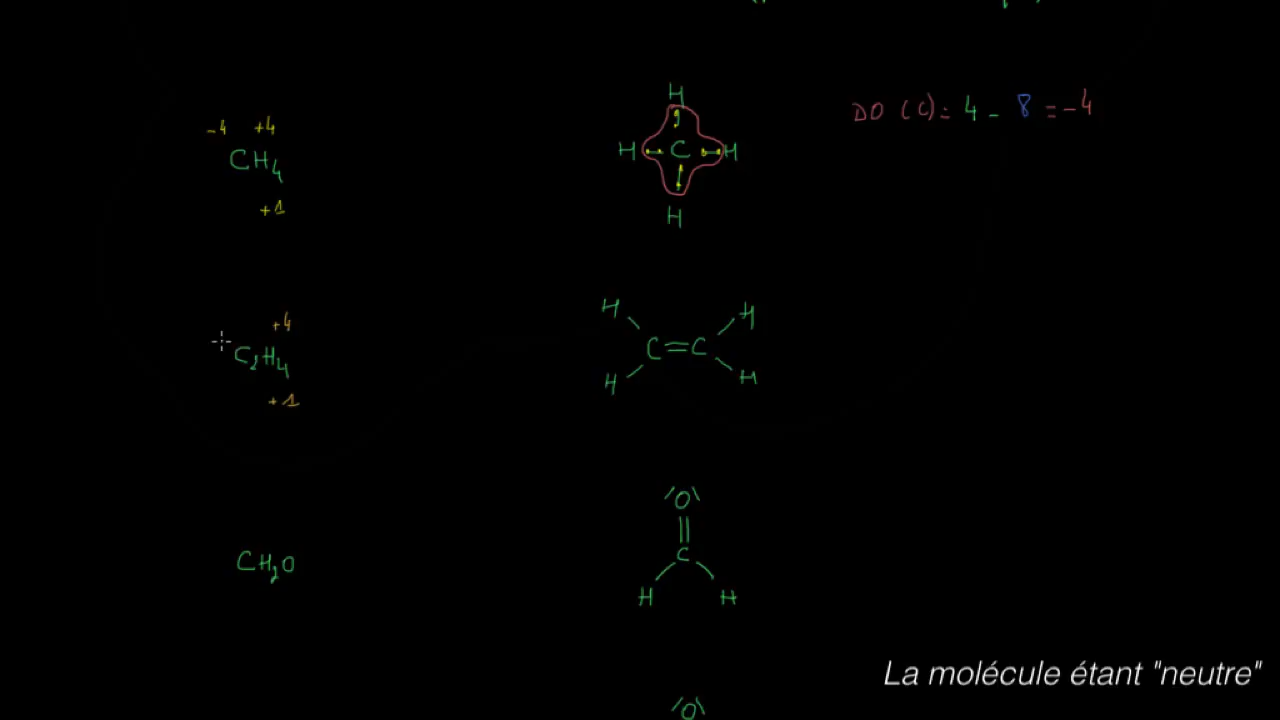 H
-4 +4
CH₄ H C H DO (C) = 4 - 8 = -4
+1
H
H H
+4
C₂H₄ C=C
H H
+1
/O\
CH₂O C
H H
La molécule étant "neutre"
/O\